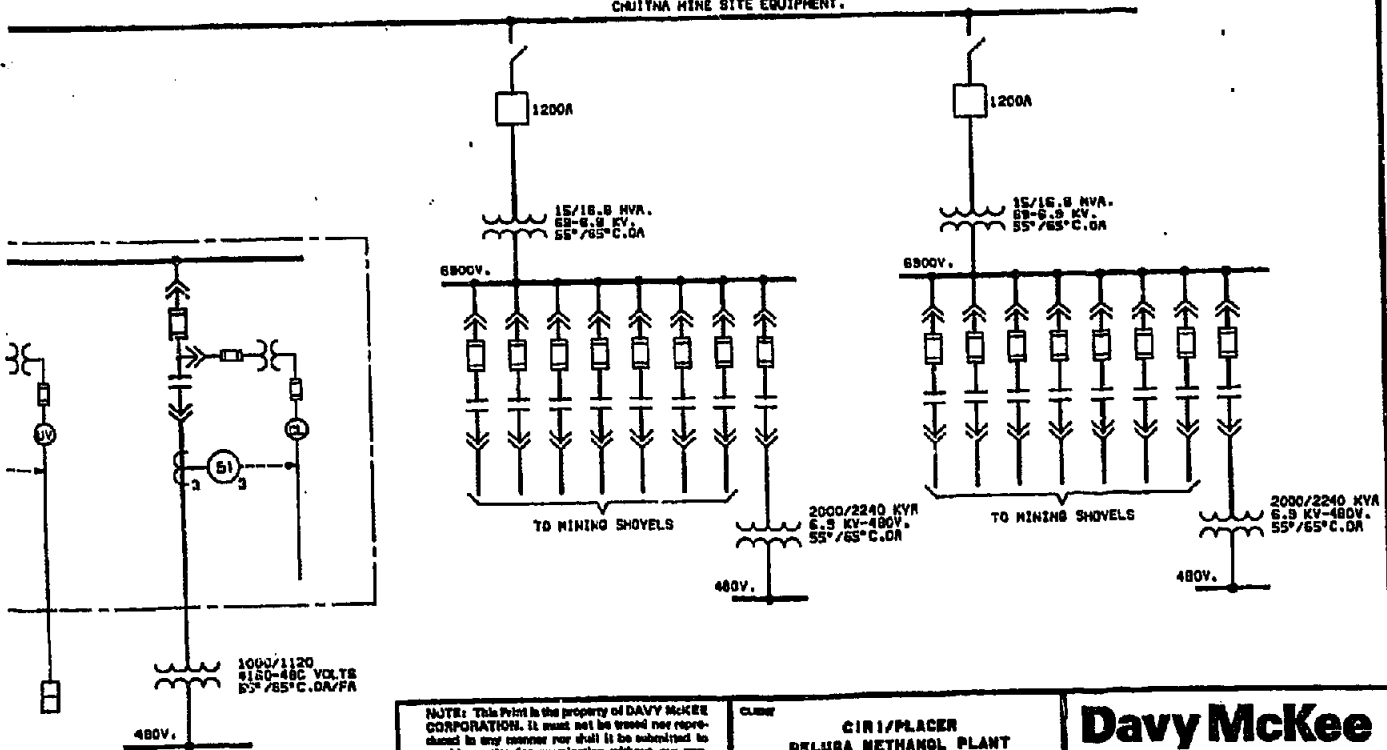 CHUITNA MINE SITE EQUIPMENT.
1200A
1200A
15/16.8 MVA.
69-6.9 KV.
55°/65°C.OA
15/16.8 MVA.
69-6.9 KV.
55°/65°C.OA
6900V.
6900V.
UV
CL
51
3
3
TO MINING SHOVELS
2000/2240 KVA
6.9 KV-480V.
55°/65°C.OA
480V.
TO MINING SHOVELS
2000/2240 KVA
6.9 KV-480V.
55°/65°C.OA
480V.
1000/1120
4160-480 VOLTS
55°/65°C.OA/FA
480V.
NOTE: This Print is the property of DAVY McKEE
CORPORATION. It must not be traced nor repro-
duced in any manner nor shall it be submitted to
CLIENT
CIRI/PLACER
BELUGA METHANOL PLANT
Davy McKee